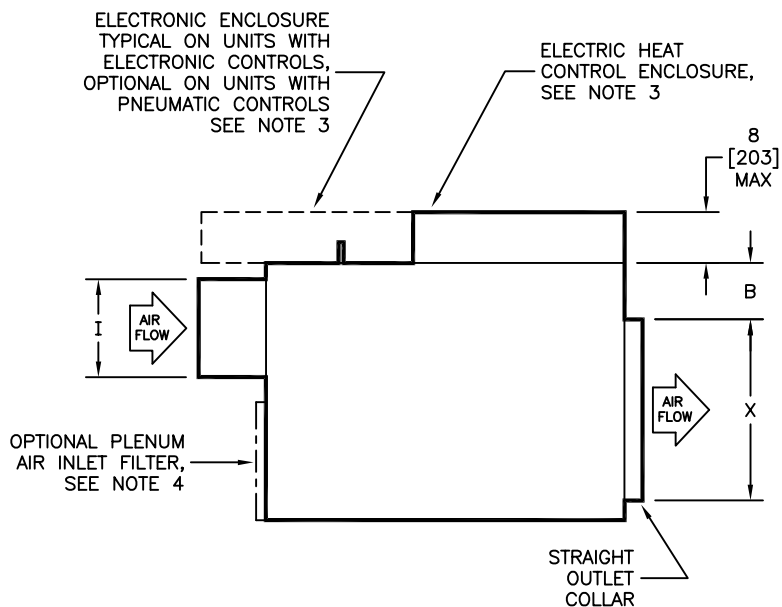 ELECTRONIC ENCLOSURE
TYPICAL ON UNITS WITH
ELECTRONIC CONTROLS,
OPTIONAL ON UNITS WITH
PNEUMATIC CONTROLS
SEE NOTE 3
ELECTRIC HEAT
CONTROL ENCLOSURE,
SEE NOTE 3
8
[203]
MAX
B
I
AIR
FLOW
AIR
FLOW
X
OPTIONAL PLENUM
AIR INLET FILTER,
SEE NOTE 4
STRAIGHT
OUTLET
COLLAR